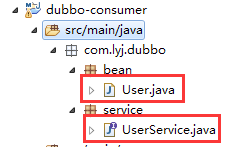 dubbo-consumer
src/main/java
com.lyj.dubbo
bean
User.java
service
UserService.java